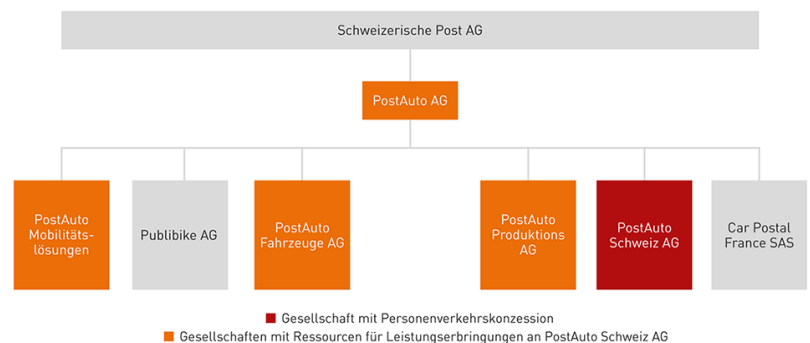 Schweizerische Post AG
PostAuto AG
PostAuto
Mobilitäts-
lösungen
Publibike AG
PostAuto
Fahrzeuge AG
PostAuto
Produktions
AG
PostAuto
Schweiz AG
Car Postal
France SAS
Gesellschaft mit Personenverkehrskonzession
Gesellschaften mit Ressourcen für Leistungserbringungen an PostAuto Schweiz AG